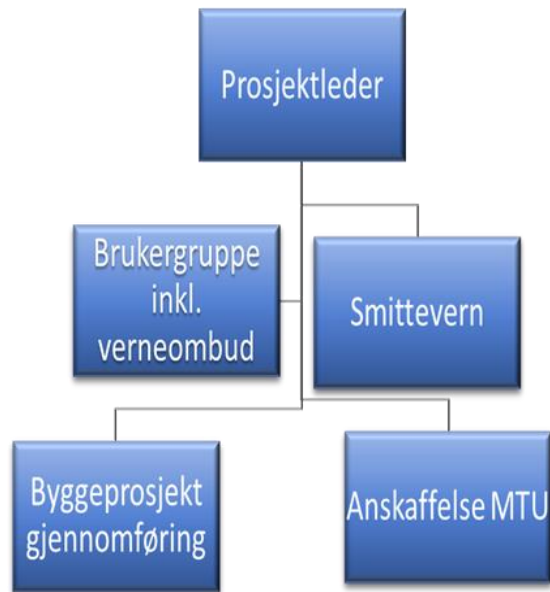 Prosjektleder
Brukergruppe
inkl.
verneombud
Smittevern
Byggeprosjekt
gjennomføring
Anskaffelse MTU